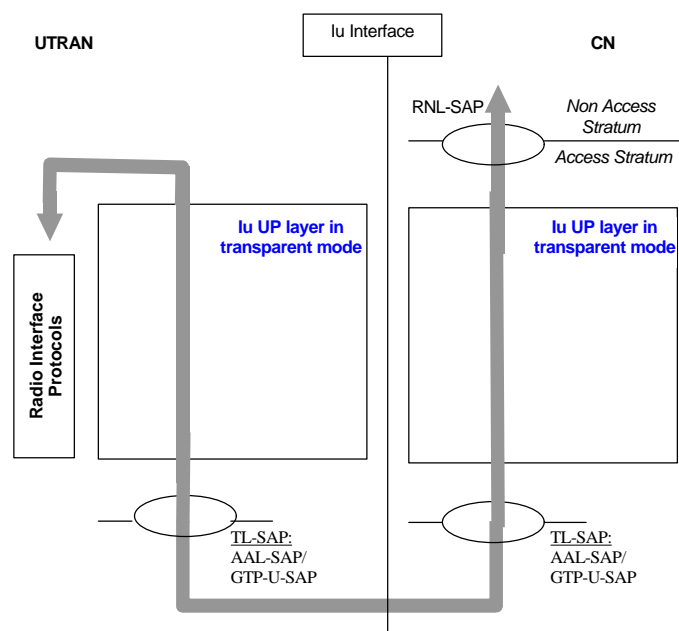 Iu Interface
UTRAN
CN
RNL-SAP
Non Access
Stratum
Access Stratum
Iu UP layer in
transparent mode
Iu UP layer in
transparent mode
Radio Interface
Protocols
TL-SAP:
AAL-SAP/
GTP-U-SAP
TL-SAP:
AAL-SAP/
GTP-U-SAP